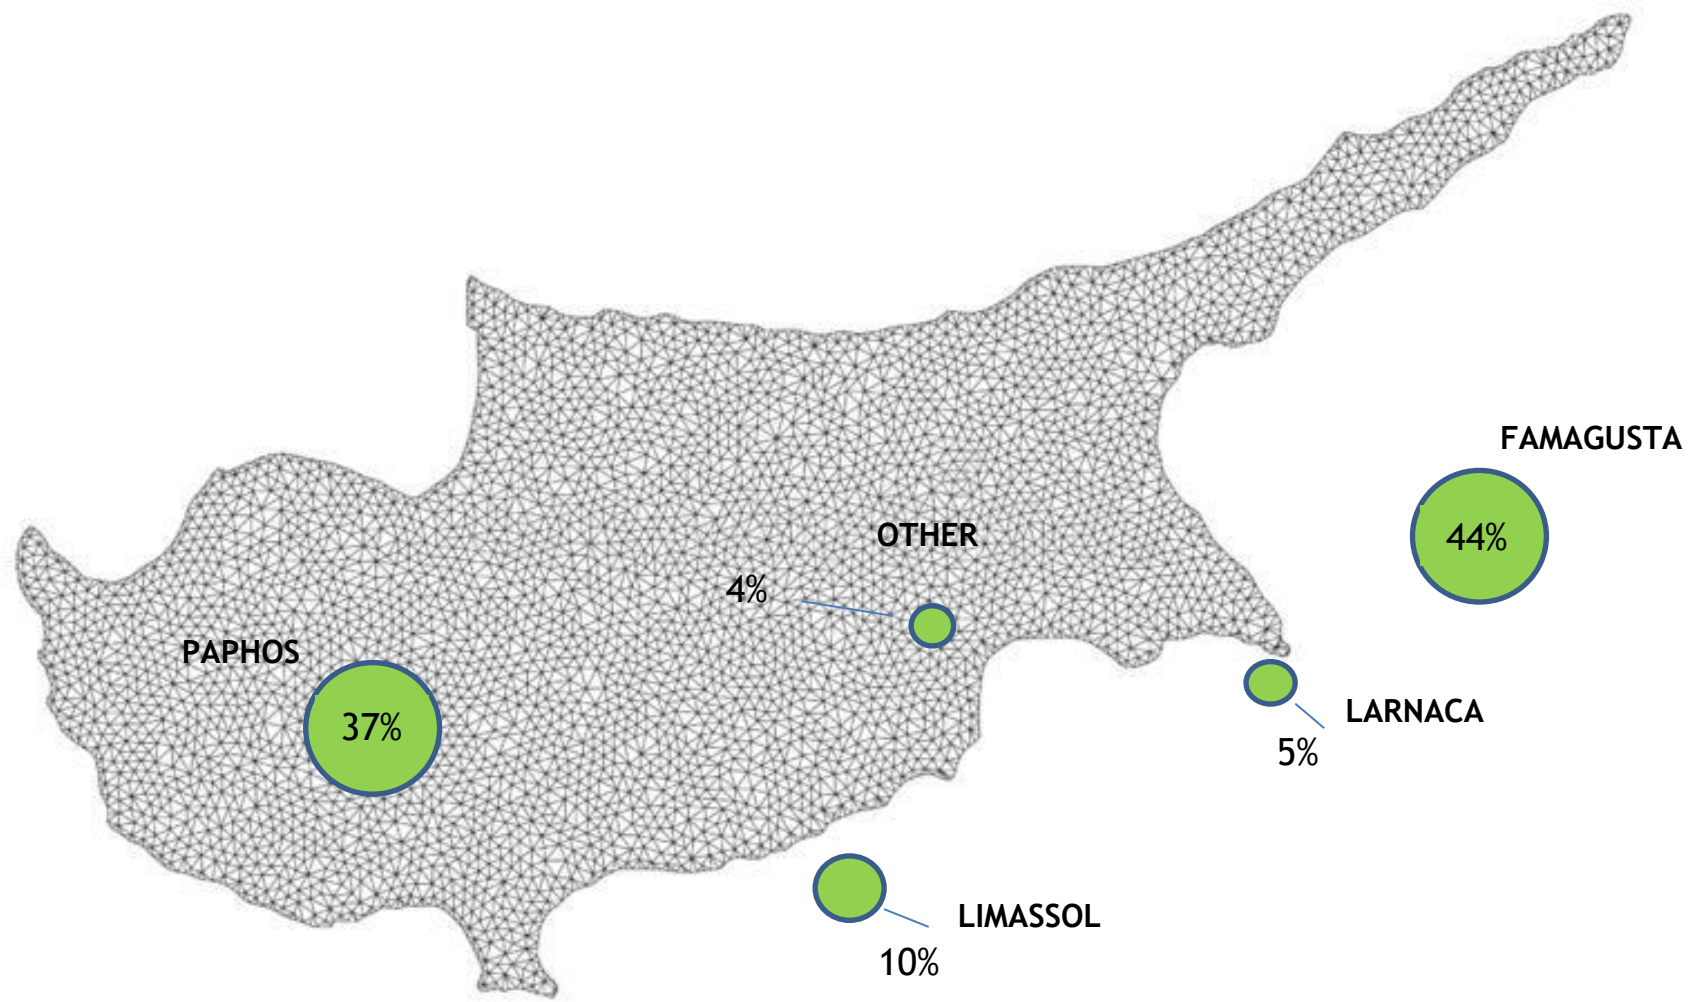 FAMAGUSTA
44%
OTHER
4%
PAPHOS
37%
LARNACA
5%
LIMASSOL
10%